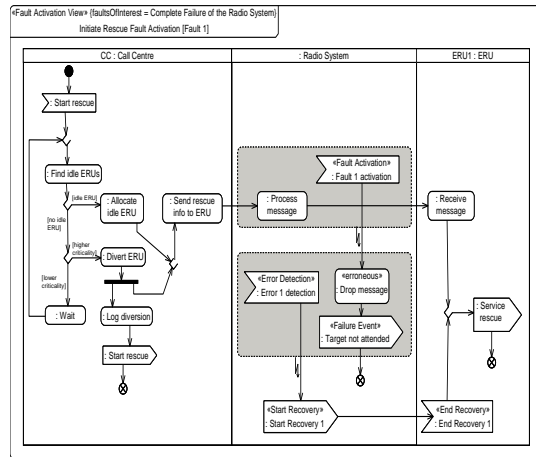 «Fault Activation View» {faultsOfInterest = Complete Failure of the Radio System}
Initiate Rescue Fault Activation [Fault 1]
CC : Call Centre
: Radio System
ERU1 : ERU
: Start rescue
: Find idle ERUs
[idle ERU]
[no idle
ERU]
: Allocate
idle ERU
: Send rescue
info to ERU
[higher
criticality]
: Divert ERU
[lower
criticality]
: Wait
: Log diversion
: Start rescue
«Fault Activation»
: Fault 1 activation
: Process
message
: Receive
message
«Error Detection»
: Error 1 detection
«erroneous»
: Drop message
«Failure Event»
: Target not attended
: Service
rescue
«Start Recovery»
: Start Recovery 1
«End Recovery»
: End Recovery 1